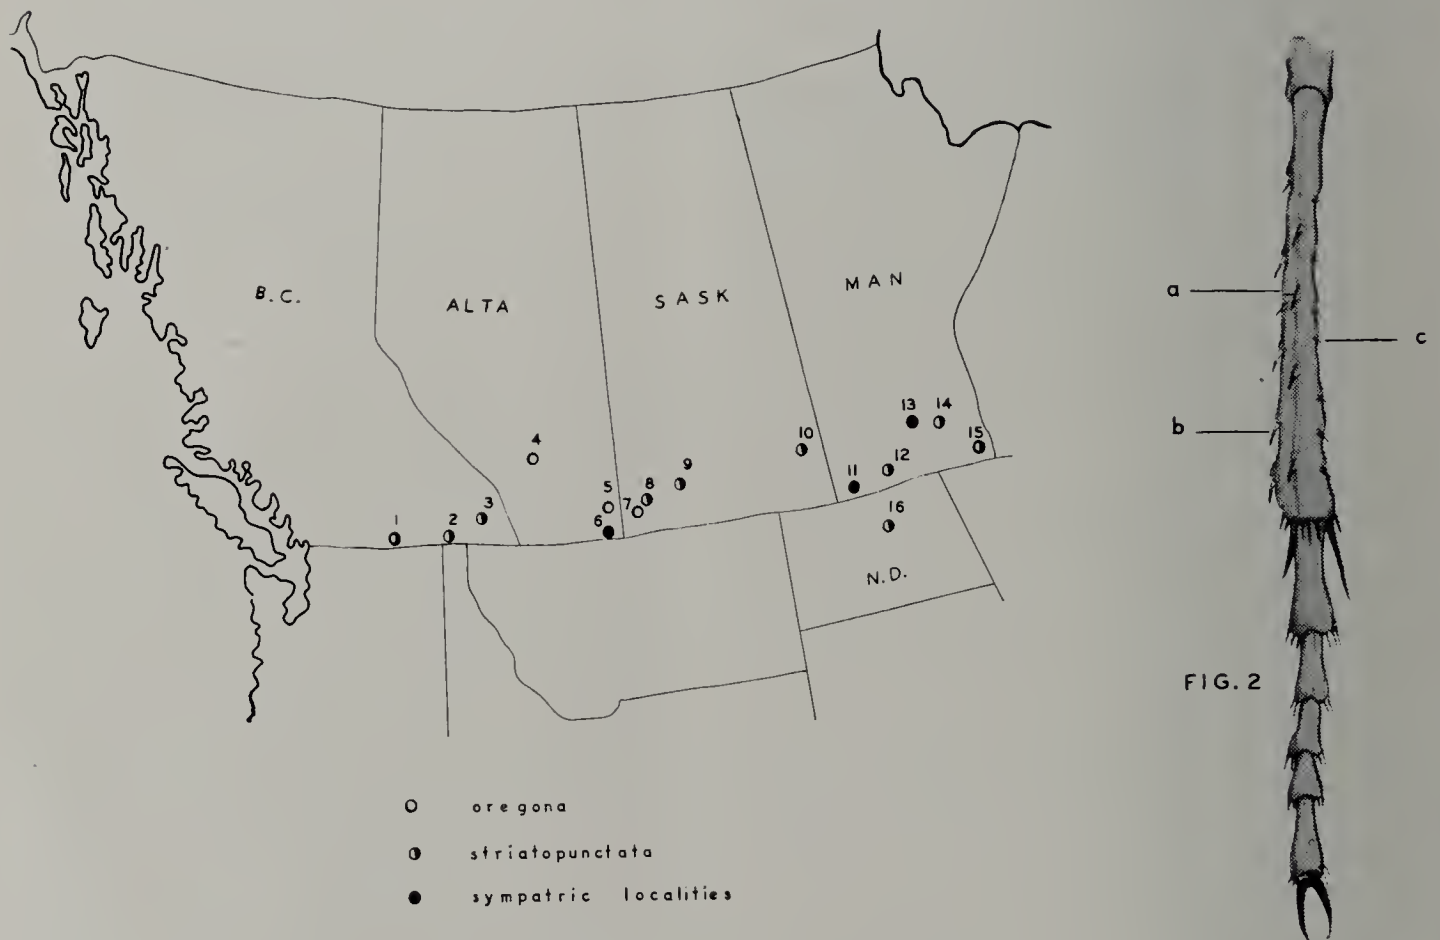 B.C.
ALTA
SASK
MAN
1
2
3
4
5
6
7
8
9
10
11
12
13
14
15
16
N.D.
oregona
striatopunctata
sympatric localities
a
b
c
FIG. 2